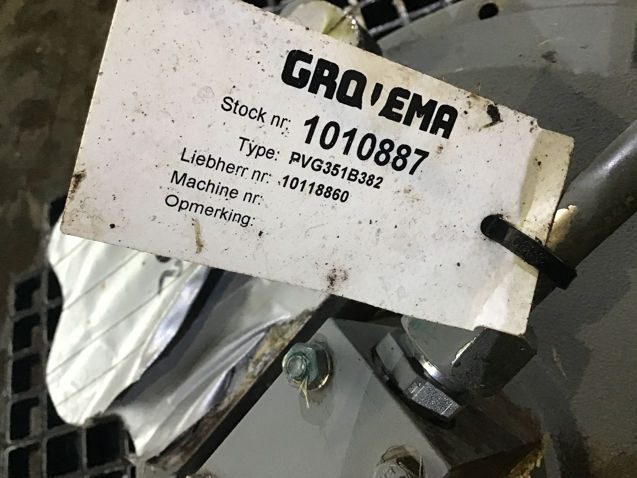 GROVEMA
Stock nr: 1010887
Type: PVG351B382
Liebherr nr: 10118860
Machine nr:
Opmerking: